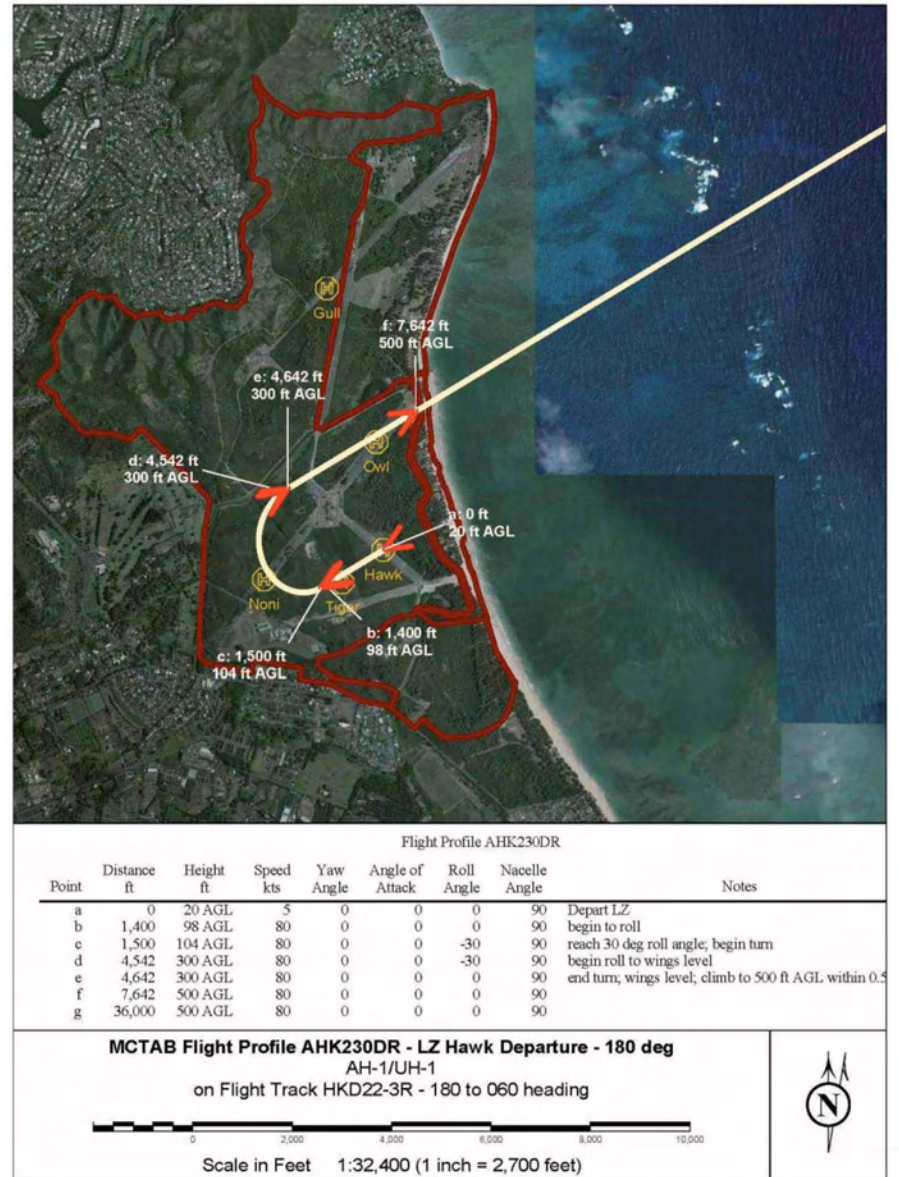 Gull
f: 7,642 ft
500 ft AGL
e: 4,642 ft
300 ft AGL
Owl
d: 4,542 ft
300 ft AGL
a: 0 ft
20 ft AGL
Hawk
Noni
Tiger
b: 1,400 ft
98 ft AGL
c: 1,500 ft
104 ft AGL
Flight Profile AHK230DR
Point Distance ft Height ft Speed kts Yaw Angle Angle of Attack Roll Angle Nacelle Angle Notes
a 0 20 AGL 5 0 0 0 90 Depart LZ
b 1,400 98 AGL 80 0 0 0 90 begin to roll
c 1,500 104 AGL 80 0 0 -30 90 reach 30 deg roll angle; begin turn
d 4,542 300 AGL 80 0 0 -30 90 begin roll to wings level
e 4,642 300 AGL 80 0 0 0 90 end turn; wings level; climb to 500 ft AGL within 0.5
f 7,642 500 AGL 80 0 0 0 90
g 36,000 500 AGL 80 0 0 0 90
MCTAB Flight Profile AHK230DR - LZ Hawk Departure - 180 deg
AH-1/UH-1
on Flight Track HKD22-3R - 180 to 060 heading
N
0 2,000 4,000 6,000 8,000 10,000
Scale in Feet 1:32,400 (1 inch = 2,700 feet)